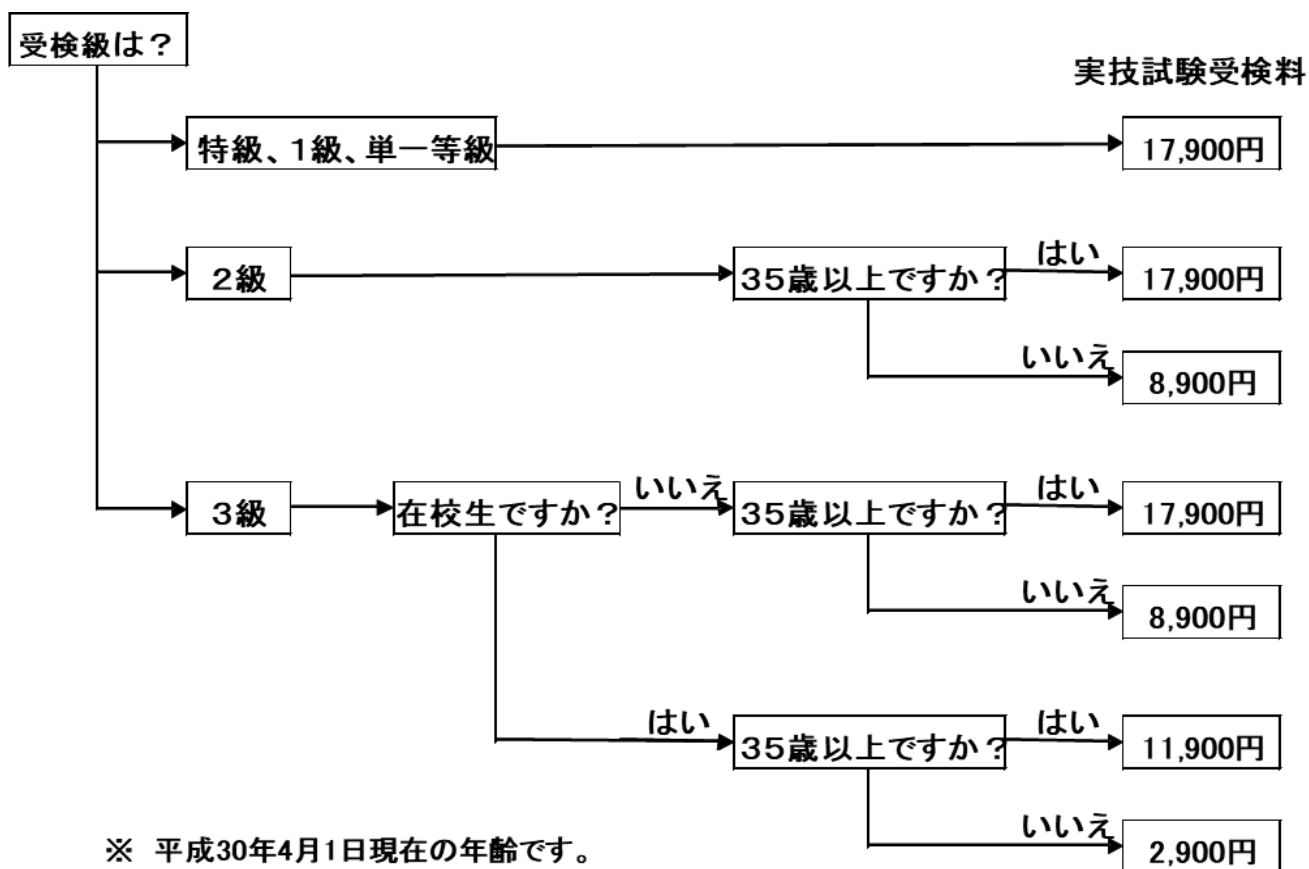 受検級は？
実技試験受検料
特級、1級、単一等級
17,900円
２級
35歳以上ですか？
はい
17,900円
いいえ
8,900円
３級
在校生ですか？
いいえ
35歳以上ですか？
はい
17,900円
いいえ
8,900円
はい
35歳以上ですか？
はい
11,900円
いいえ
2,900円
※ 平成30年4月1日現在の年齢です。